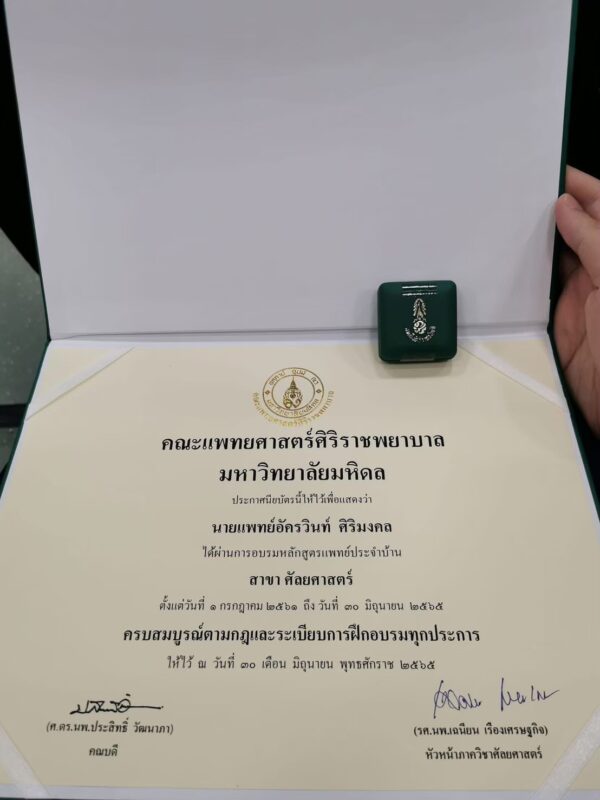 คณะแพทยศาสตร์ศิริราชพยาบาล
มหาวิทยาลัยมหิดล
ประกาศนียบัตรนี้ให้ไว้เพื่อแสดงว่า
นายแพทย์อัครวินท์ ศิริมงคล
ได้ผ่านการอบรมหลักสูตรแพทย์ประจำบ้าน
สาขา ศัลยศาสตร์
ตั้งแต่วันที่ ๑ กรกฎาคม ๒๕๖๑ ถึง วันที่ ๓๐ มิถุนายน ๒๕๖๕
ครบสมบูรณ์ตามกฎและระเบียบการฝึกอบรมทุกประการ
ให้ไว้ ณ วันที่ ๓๐ เดือน มิถุนายน พุทธศักราช ๒๕๖๕
(ศ.ดร.นพ.ประสิทธิ์ วัฒนาภา)
คณบดี
(รศ.นพ.เฉนียน เรืองเศรษฐกิจ)
หัวหน้าภาควิชาศัลยศาสตร์